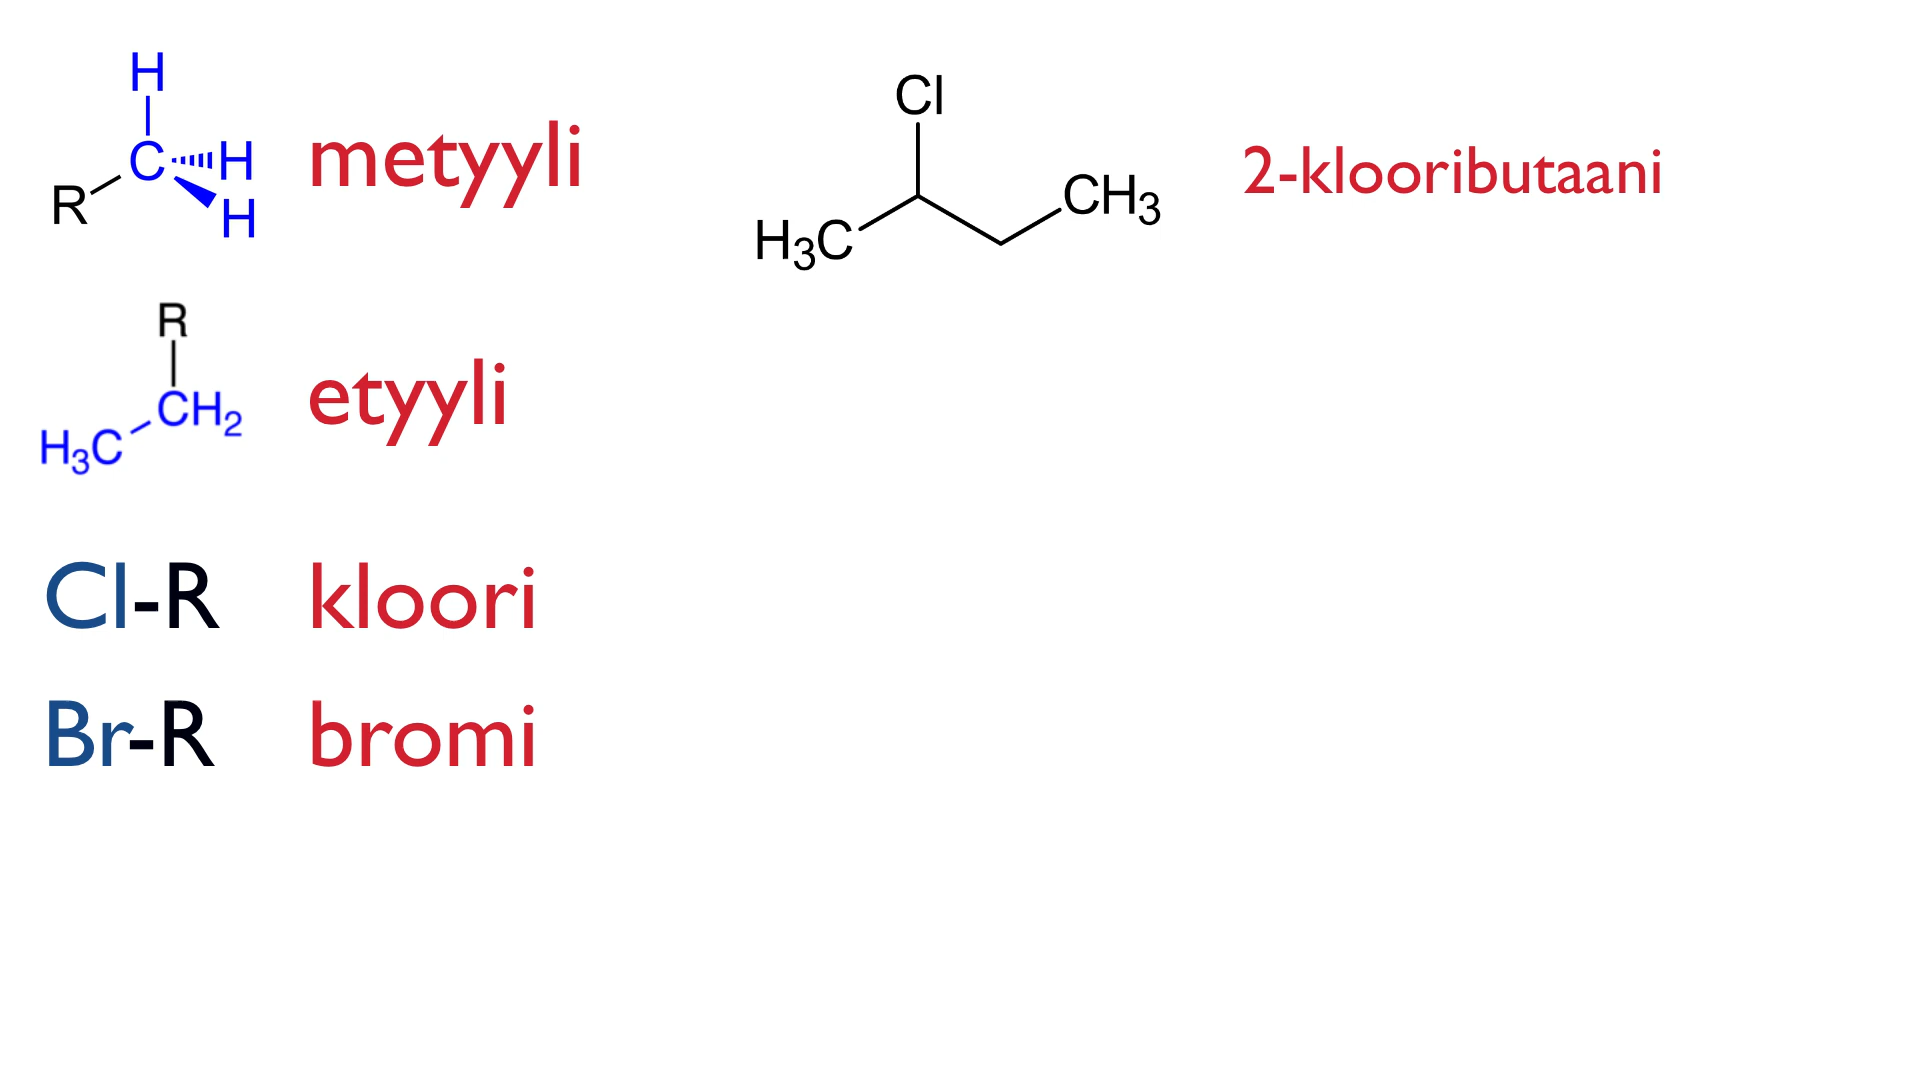 H
C H
R H
metyyli
Cl
H3C CH3
2-klooributaani
R
CH2
H3C
etyyli
Cl-R kloori
Br-R bromi